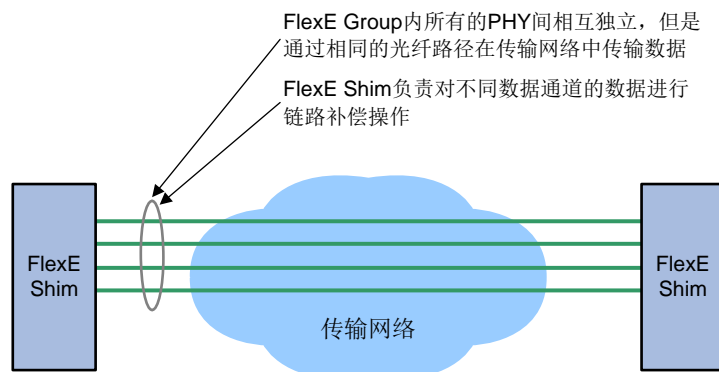 FlexE Group内所有的PHY间相互独立，但是
通过相同的光纤路径在传输网络中传输数据
FlexE Shim负责对不同数据通道的数据进行
链路补偿操作
FlexE
Shim
传输网络
FlexE
Shim